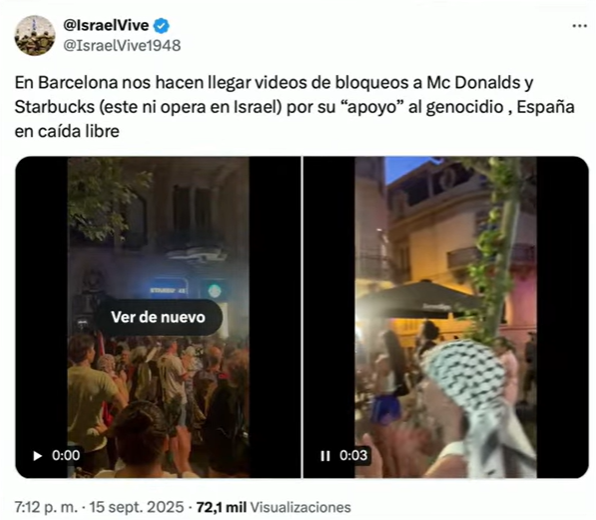 @IsraelVive
@IsraelVive1948
En Barcelona nos hacen llegar videos de bloqueos a Mc Donalds y
Starbucks (este ni opera en Israel) por su “apoyo” al genocidio , España
en caída libre
Ver de nuevo
0:00
0:03
7:12 p. m. · 15 sept. 2025 · 72,1 mil Visualizaciones